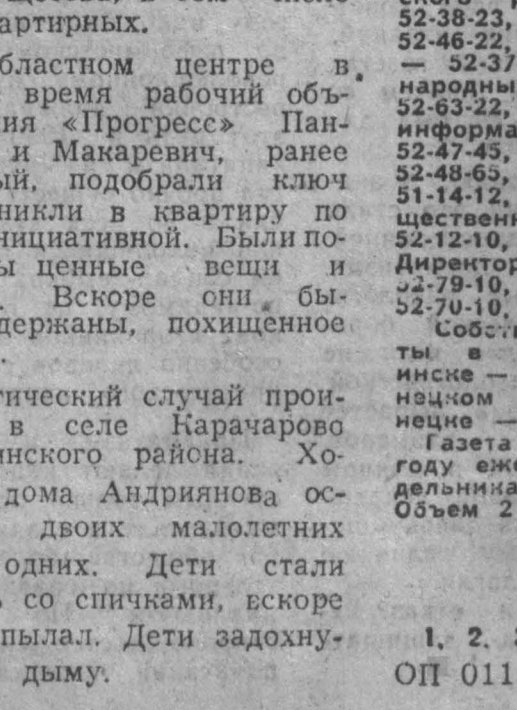 артирных.
бластном центре в
время рабочий объ-
ия «Прогресс» Пан-
и Макаревич, ранее
ый, подобрали ключ
никли в квартиру по
нициативной. Были по-
ы ценные вещи и
Вскоре они бы-
держаны, похищенное
тический случай прои-
в селе Карачарово
инского района. Хо-
дома Андриянова ос-
двоих малолетних
одних. Дети стали
со спичками, вскоре
пылал. Дети задохну-
дыму.
52-38-23,
52-46-22,
— 52-37
народны
52-63-22,
информа
52-47-45,
52-48-65,
51-14-12,
щественн
52-12-10,
Директор
52-79-10,
52-70-10.
Собст
ты в
инске —
нецком
нецке —
Газета
году еже
дельника
Объем 2
1, 2,
ОП 011